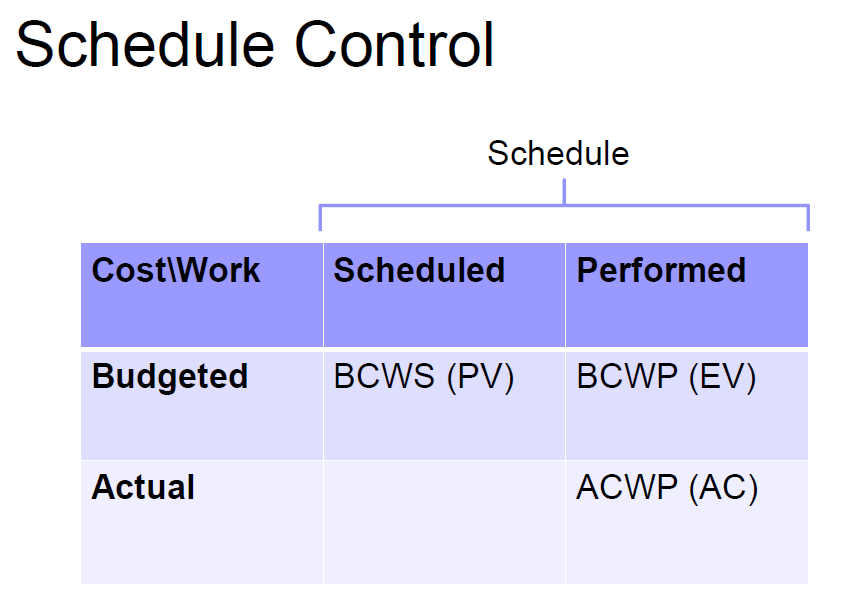 Schedule Control
Schedule
Cost\Work Scheduled Performed
Budgeted BCWS (PV) BCWP (EV)
Actual ACWP (AC)